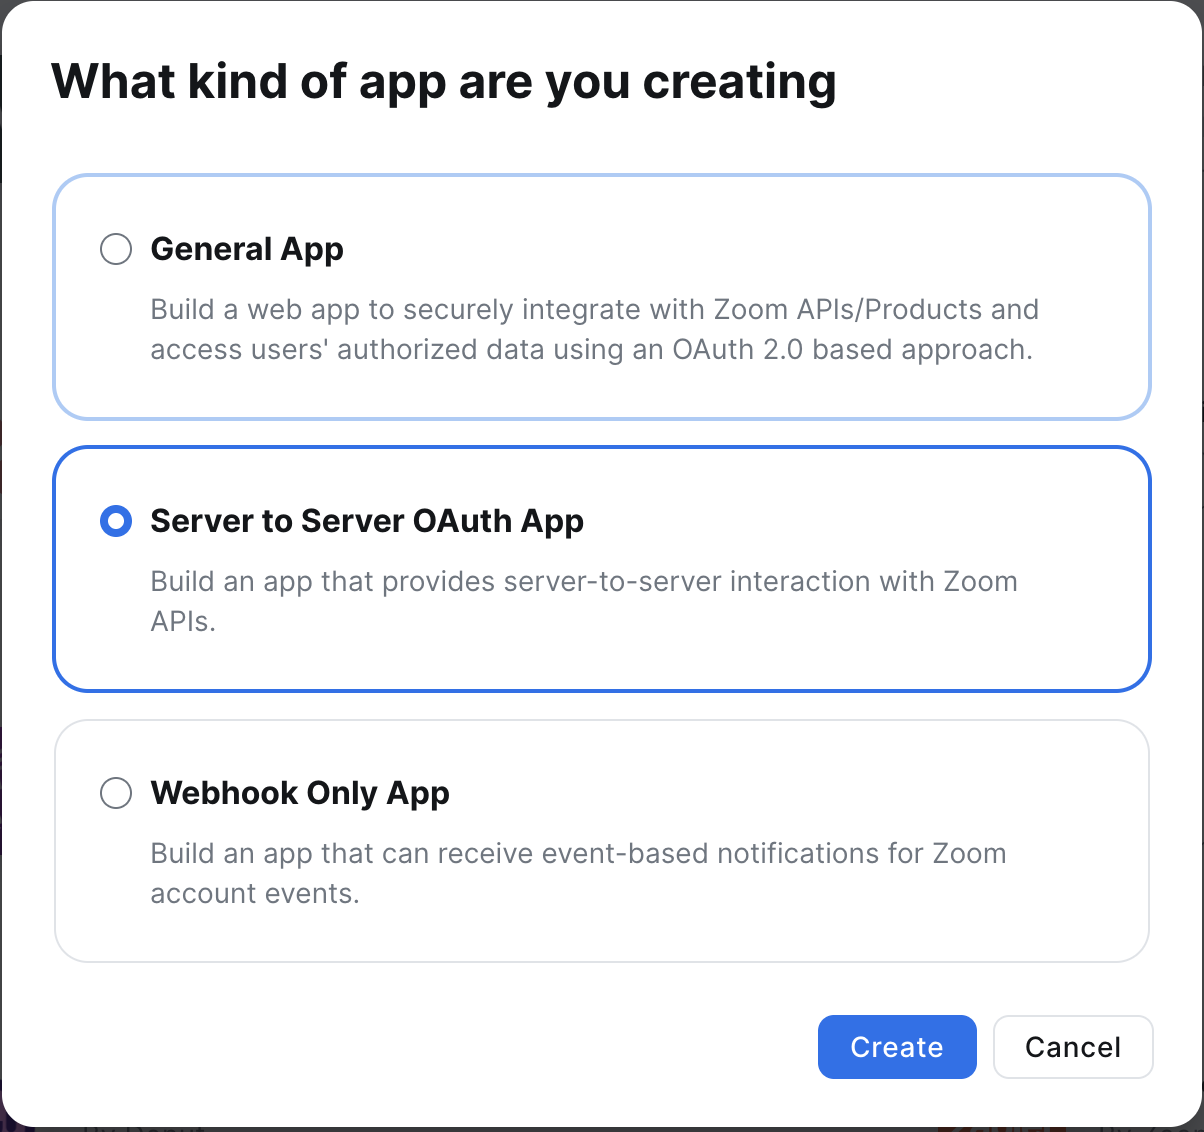 What kind of app are you creating
General App
Build a web app to securely integrate with Zoom APIs/Products and
access users' authorized data using an OAuth 2.0 based approach.
Server to Server OAuth App
Build an app that provides server-to-server interaction with Zoom
APIs.
Webhook Only App
Build an app that can receive event-based notifications for Zoom
account events.
Create
Cancel